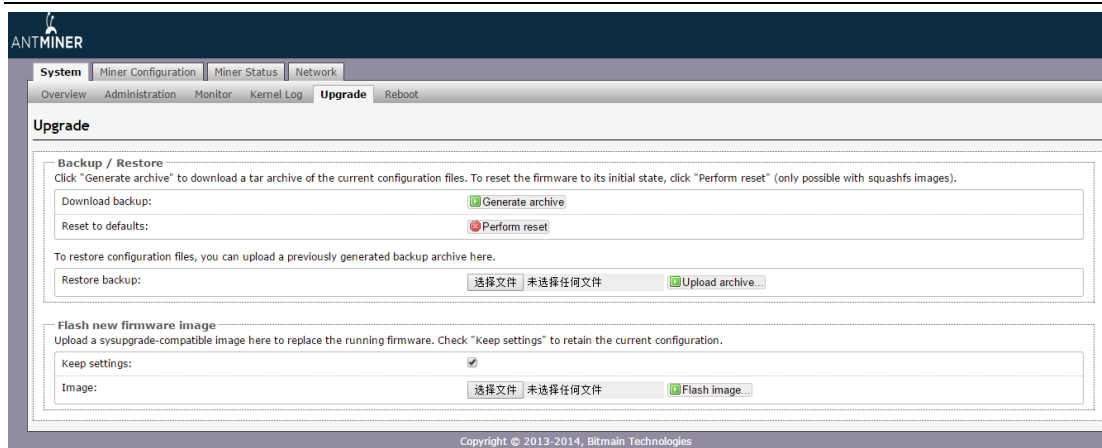 ANTMINER
System Miner Configuration Miner Status Network
Overview Administration Monitor Kernel Log Upgrade Reboot
Upgrade
Backup / Restore
Click "Generate archive" to download a tar archive of the current configuration files. To reset the firmware to its initial state, click "Perform reset" (only possible with squashfs images).
Download backup: Generate archive
Reset to defaults: Perform reset
To restore configuration files, you can upload a previously generated backup archive here.
Restore backup: 选择文件 未选择任何文件 Upload archive...
Flash new firmware image
Upload a sysupgrade-compatible image here to replace the running firmware. Check "Keep settings" to retain the current configuration.
Keep settings:
Image: 选择文件 未选择任何文件 Flash image...
Copyright © 2013-2014, Bitmain Technologies